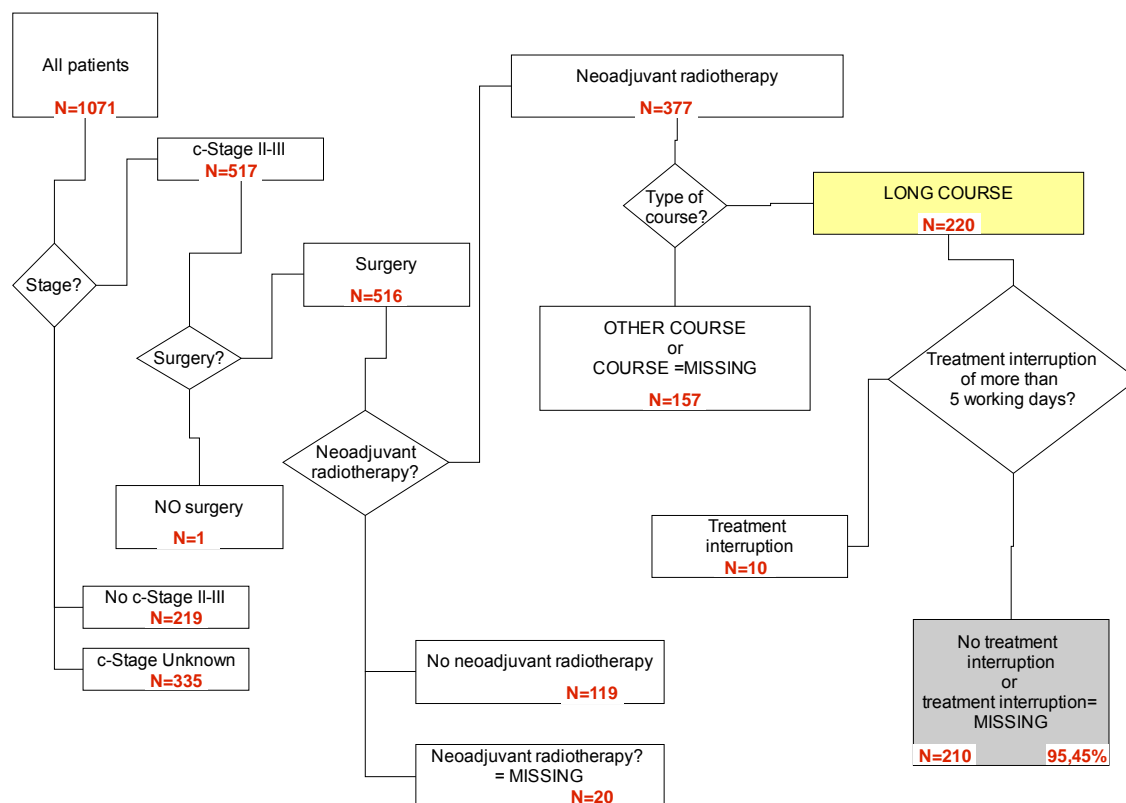 All patients
N=1071
Stage?
c-Stage II-III
N=517
No c-Stage II-III
N=219
c-Stage Unknown
N=335
Surgery?
Surgery
N=516
NO surgery
N=1
Neoadjuvant
radiotherapy?
Neoadjuvant radiotherapy
N=377
No neoadjuvant radiotherapy
N=119
Neoadjuvant radiotherapy?
= MISSING
N=20
Type of
course?
LONG COURSE
N=220
OTHER COURSE
or
COURSE =MISSING
N=157
Treatment interruption
of more than
5 working days?
Treatment
interruption
N=10
No treatment
interruption
or
treatment interruption=
MISSING
N=210 95,45%